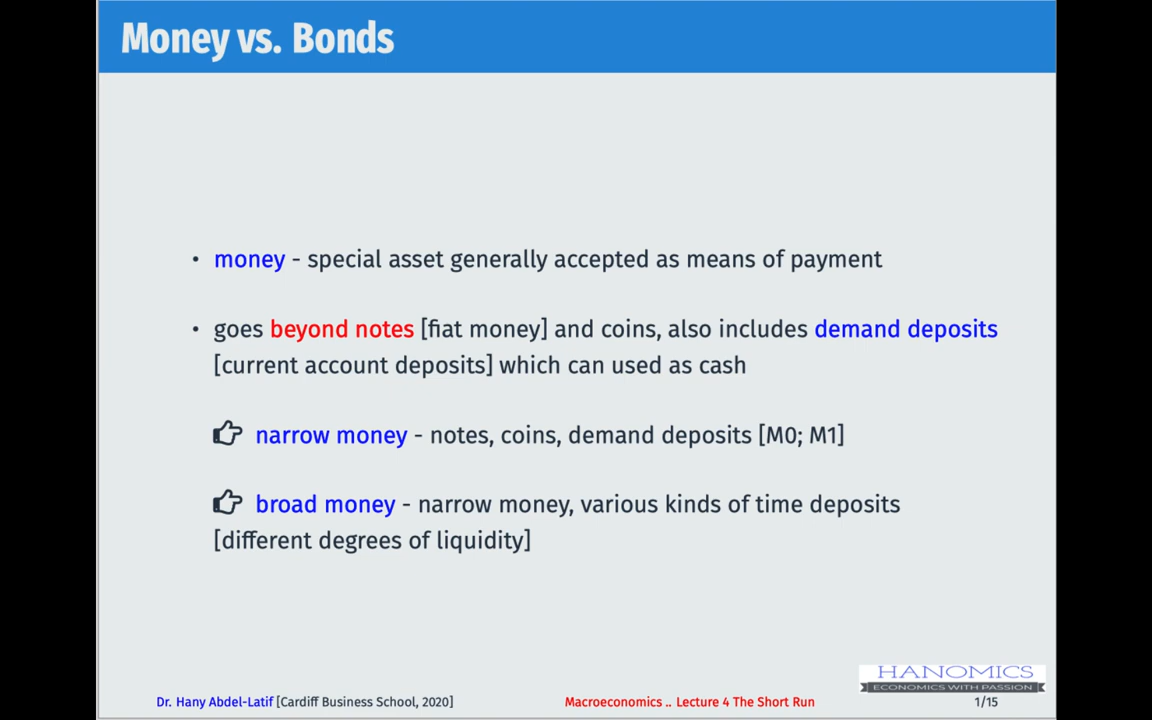 Money vs. Bonds
• money - special asset generally accepted as means of payment
• goes beyond notes [fiat money] and coins, also includes demand deposits
[current account deposits] which can used as cash
narrow money - notes, coins, demand deposits [M0; M1]
broad money - narrow money, various kinds of time deposits
[different degrees of liquidity]
HANOMICS
ECONOMICS WITH PASSION
Dr. Hany Abdel-Latif [Cardiff Business School, 2020] Macroeconomics .. Lecture 4 The Short Run 1/15